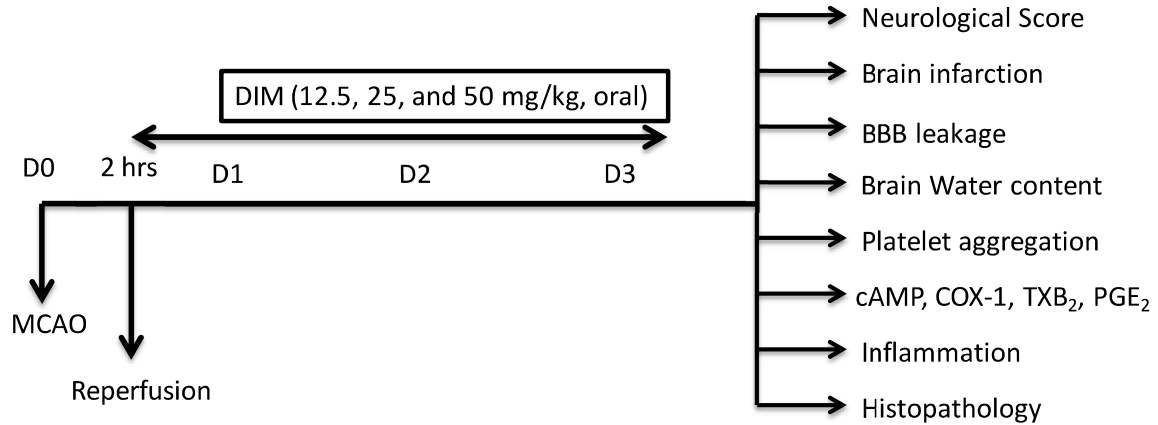 DIM (12.5, 25, and 50 mg/kg, oral)
D0
2 hrs
D1
D2
D3
MCAO
Reperfusion
Neurological Score
Brain infarction
BBB leakage
Brain Water content
Platelet aggregation
cAMP, COX-1, TXB₂, PGE₂
Inflammation
Histopathology